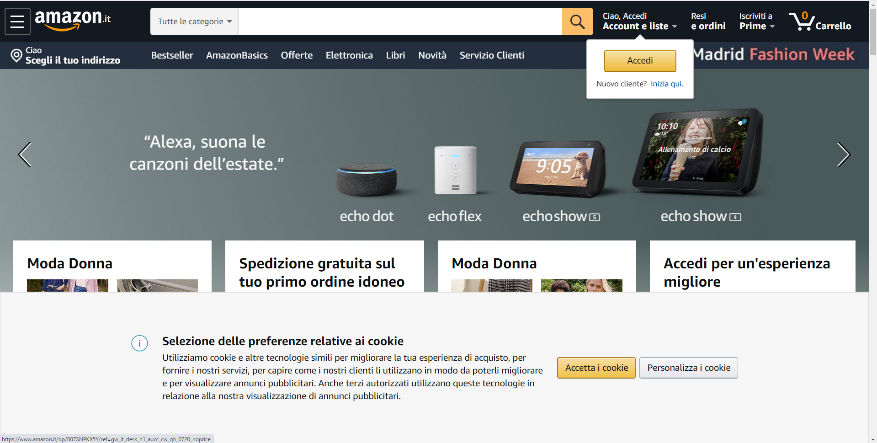 amazon.it
Tutte le categorie
Ciao, Accedi
Account e liste
Resi
e ordini
Iscriviti a
Prime
0
Carrello
Ciao
Scegli il tuo indirizzo
Bestseller
AmazonBasics
Offerte
Elettronica
Libri
Novità
Servizio Clienti
Madrid Fashion Week
Accedi
Nuovo cliente? Inizia qui.
“Alexa, suona le
canzoni dell’estate.”
9:05
10:10
Allenamento di calcio
echo dot
echo flex
echo show 5
echo show 8
Moda Donna
Spedizione gratuita sul
tuo primo ordine idoneo
Moda Donna
Accedi per un'esperienza
migliore
i
Selezione delle preferenze relative ai cookie
Utilizziamo cookie e altre tecnologie simili per migliorare la tua esperienza di acquisto, per
fornire i nostri servizi, per capire come i nostri clienti li utilizzano in modo da poterli migliorare
e per visualizzare annunci pubblicitari. Anche terzi autorizzati utilizzano queste tecnologie in
relazione alla nostra visualizzazione di annunci pubblicitari.
Accetta i cookie
Personalizza i cookie